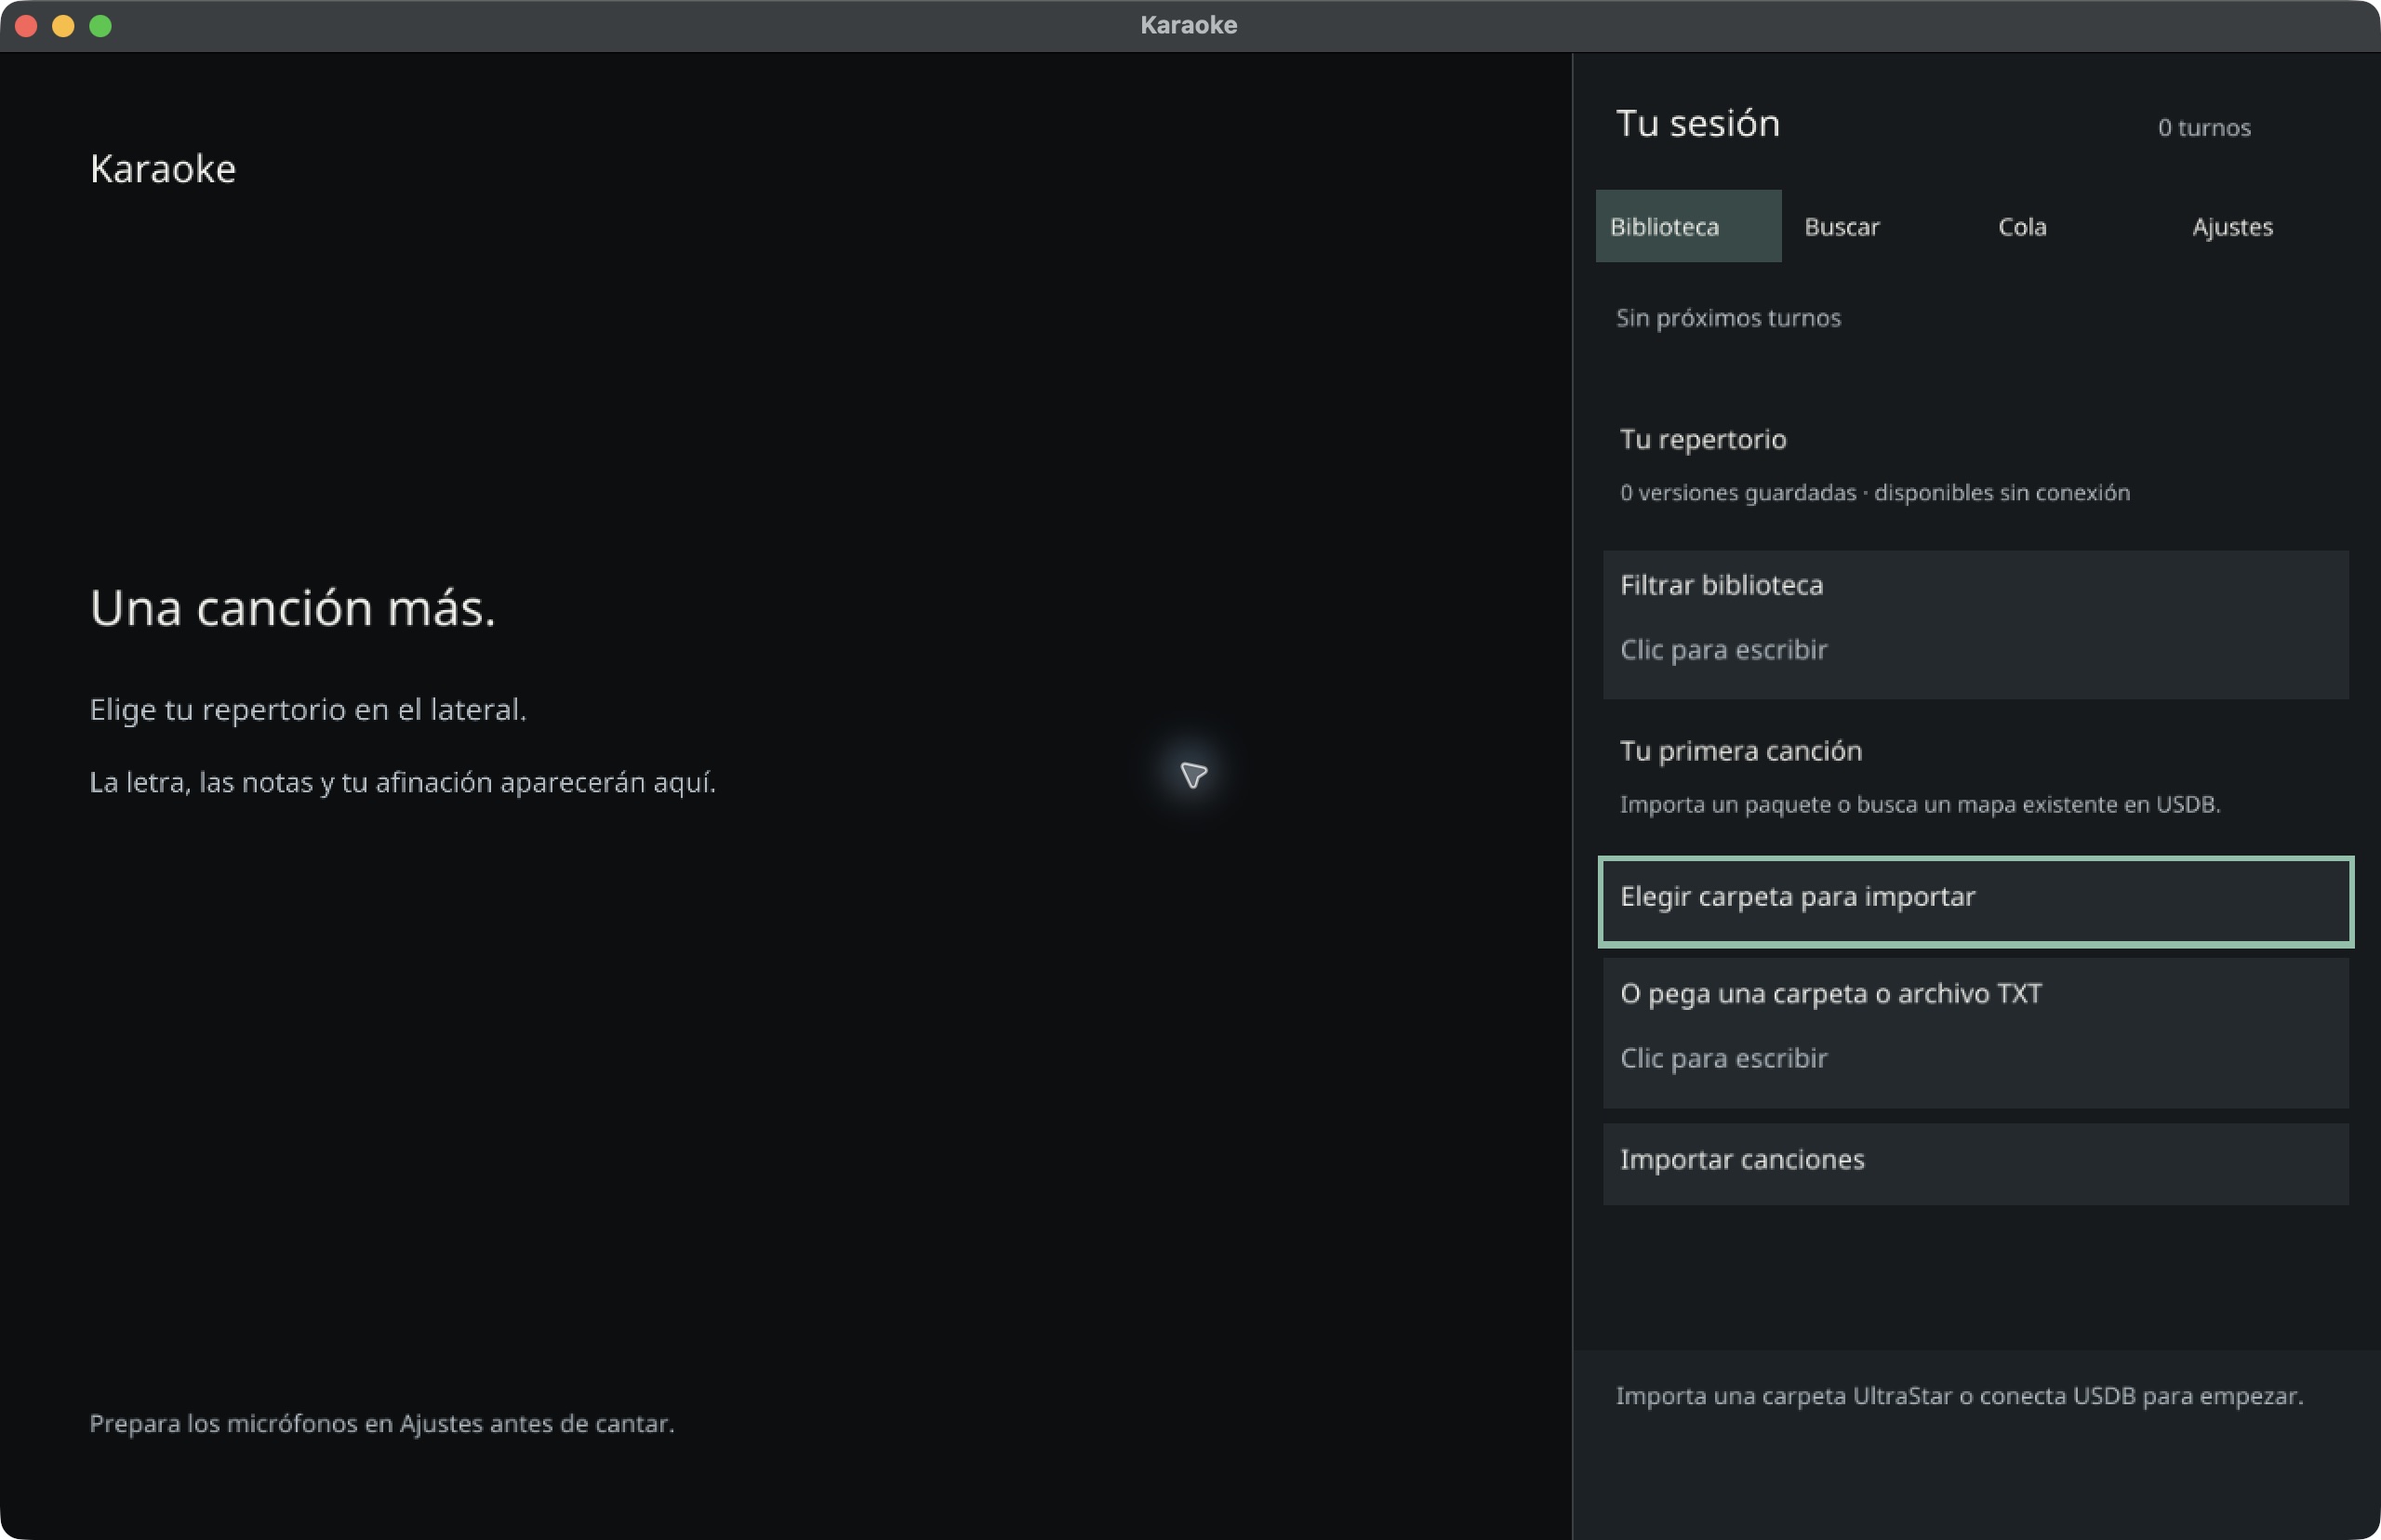 Karaoke
Karaoke
Una canción más.
Elige tu repertorio en el lateral.
La letra, las notas y tu afinación aparecerán aquí.
Prepara los micrófonos en Ajustes antes de cantar.
Tu sesión
0 turnos
Biblioteca
Buscar
Cola
Ajustes
Sin próximos turnos
Tu repertorio
0 versiones guardadas · disponibles sin conexión
Filtrar biblioteca
Clic para escribir
Tu primera canción
Importa un paquete o busca un mapa existente en USDB.
Elegir carpeta para importar
O pega una carpeta o archivo TXT
Clic para escribir
Importar canciones
Importa una carpeta UltraStar o conecta USDB para empezar.